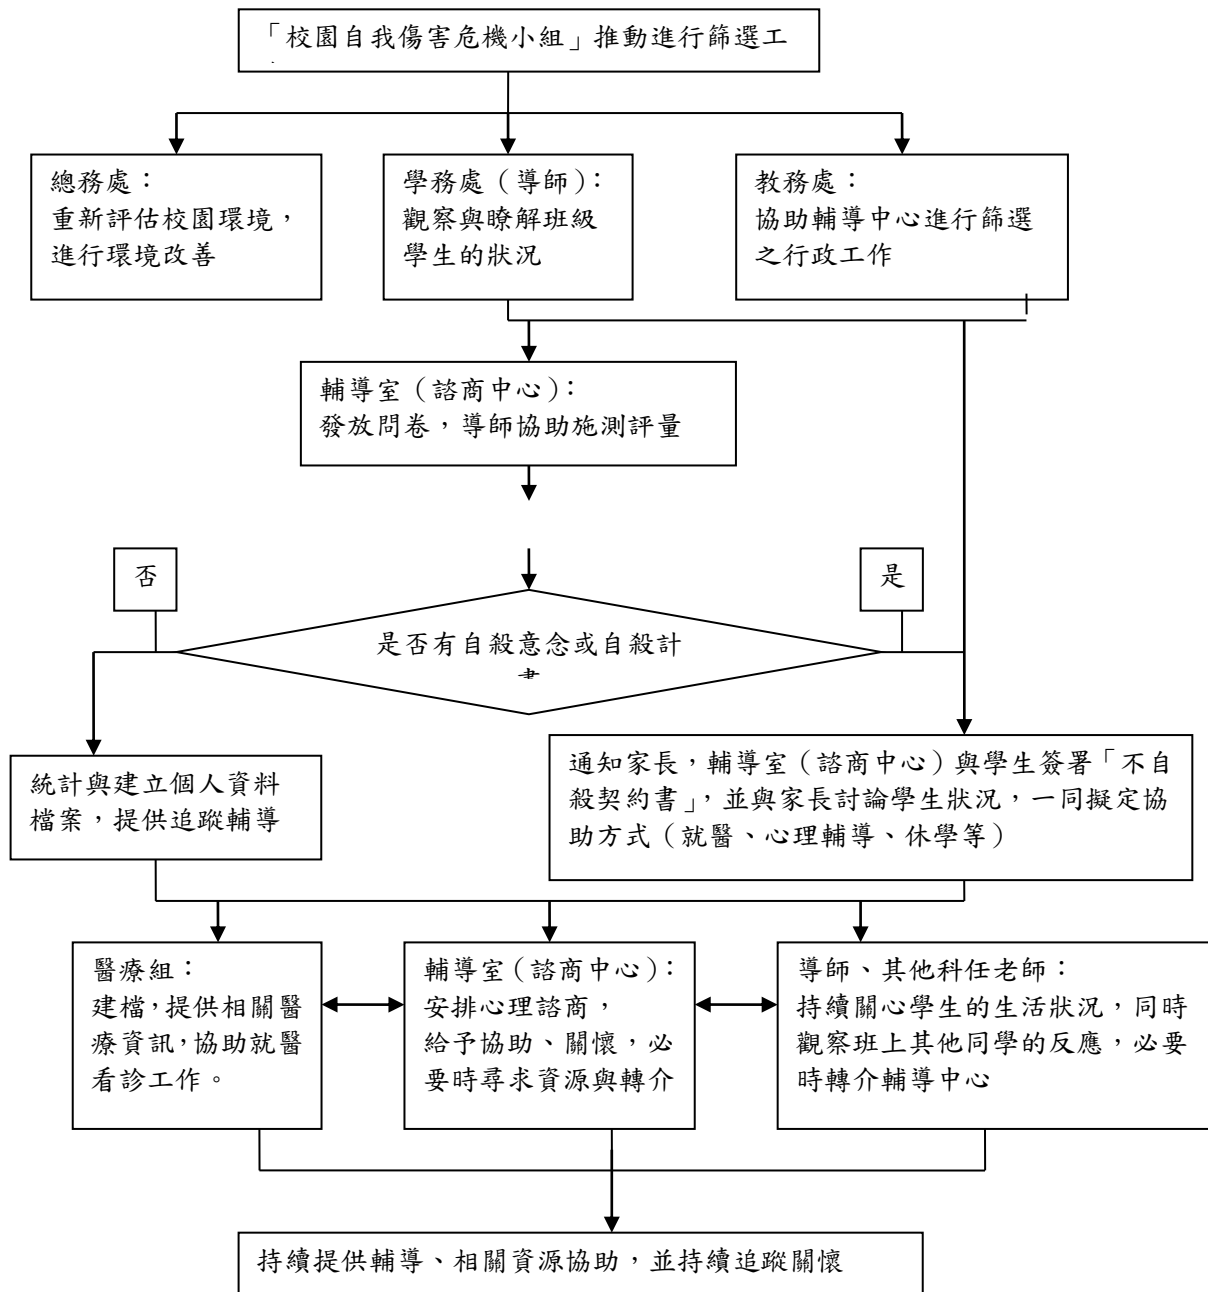 「校園自我傷害危機小組」推動進行篩選工
總務處：
重新評估校園環境，
進行環境改善
學務處（導師）：
觀察與瞭解班級
學生的狀況
教務處：
協助輔導中心進行篩選
之行政工作
輔導室（諮商中心）：
發放問卷，導師協助施測評量
否
是
是否有自殺意念或自殺計
統計與建立個人資料
檔案，提供追蹤輔導
通知家長，輔導室（諮商中心）與學生簽署「不自
殺契約書」，並與家長討論學生狀況，一同擬定協
助方式（就醫、心理輔導、休學等）
醫療組：
建檔，提供相關醫
療資訊，協助就醫
看診工作。
輔導室（諮商中心）：
安排心理諮商，
給予協助、關懷，必
要時尋求資源與轉介
導師、其他科任老師：
持續關心學生的生活狀況，同時
觀察班上其他同學的反應，必要
時轉介輔導中心
持續提供輔導、相關資源協助，並持續追蹤關懷